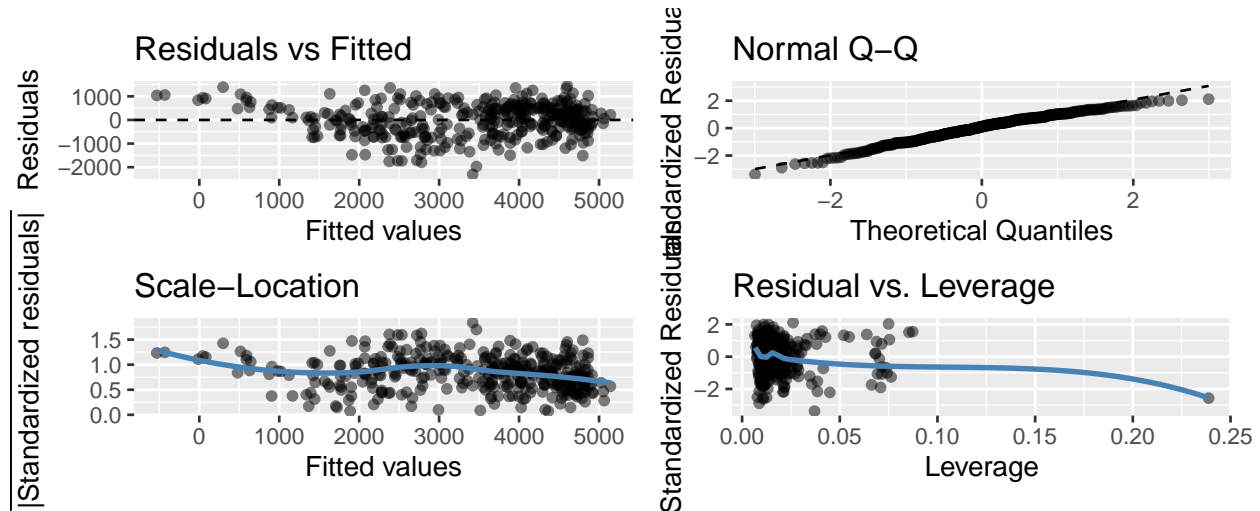 Residuals vs Fitted
Residuals
1000
0
−1000
−2000
0 1000 2000 3000 4000 5000
Fitted values
Normal Q−Q
2
0
−2
−2 0 2
Theoretical Quantiles
Scale−Location
|Standardized residuals|
1.5
1.0
0.5
0.0
0 1000 2000 3000 4000 5000
Fitted values
Residual vs. Leverage
Standardized Residuals
2
0
−2
0.00 0.05 0.10 0.15 0.20 0.25
Leverage